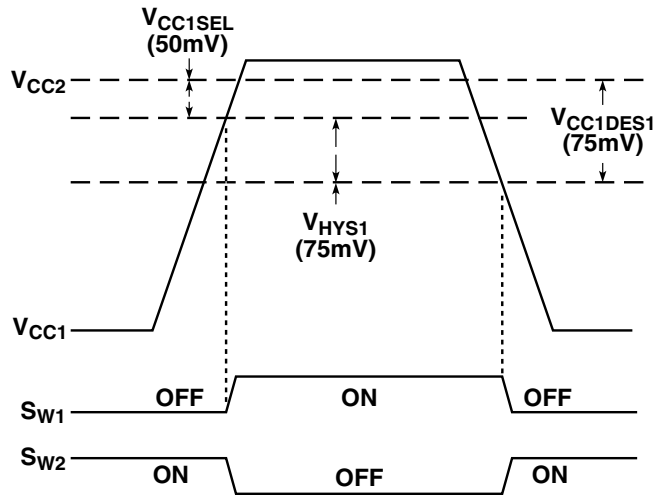 VCC1SEL
(50mV)
VCC2
VCC1DES1
(75mV)
VHYS1
(75mV)
VCC1
OFF ON OFF
SW1
SW2
ON OFF ON